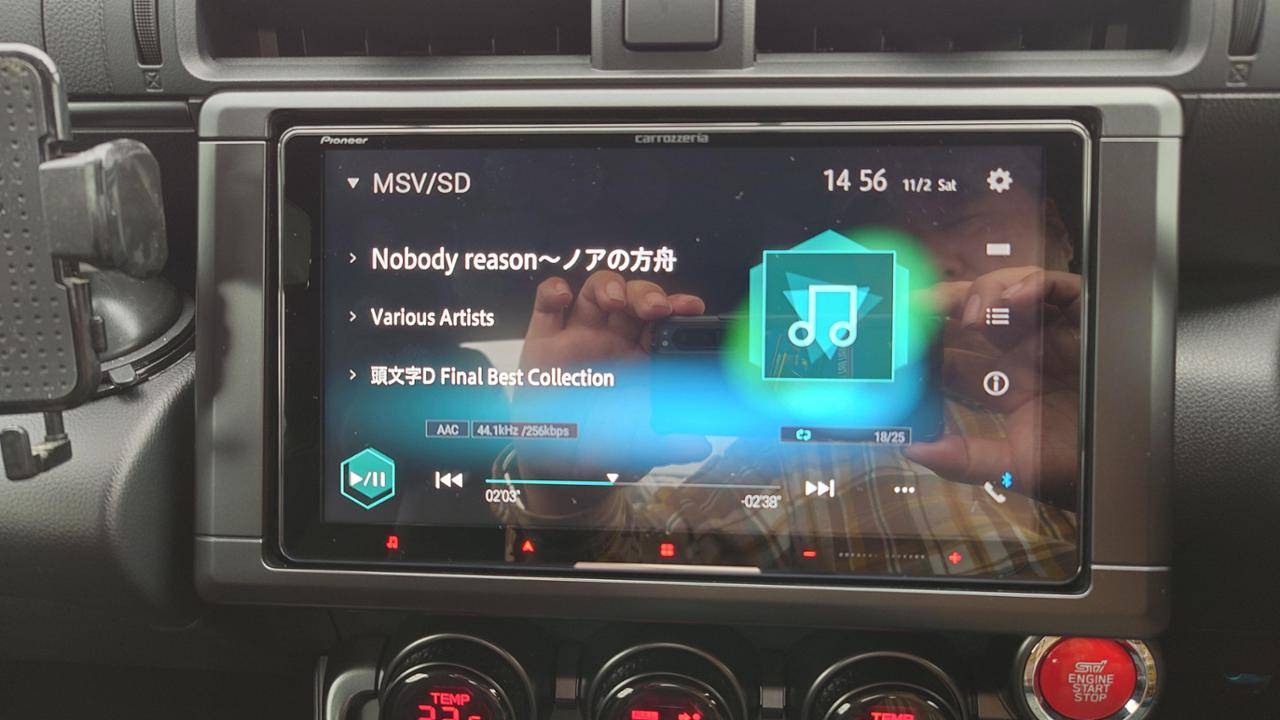 Pioneer
carrozzeria
MSV/SD
14 56 11/2 Sat
Nobody reason〜ノアの方舟
Various Artists
頭文字D Final Best Collection
AAC 44.1kHz /256kbps
18/25
02'03"
-02'38"
TEMP
TEMP
STI
ENGINE
START
STOP